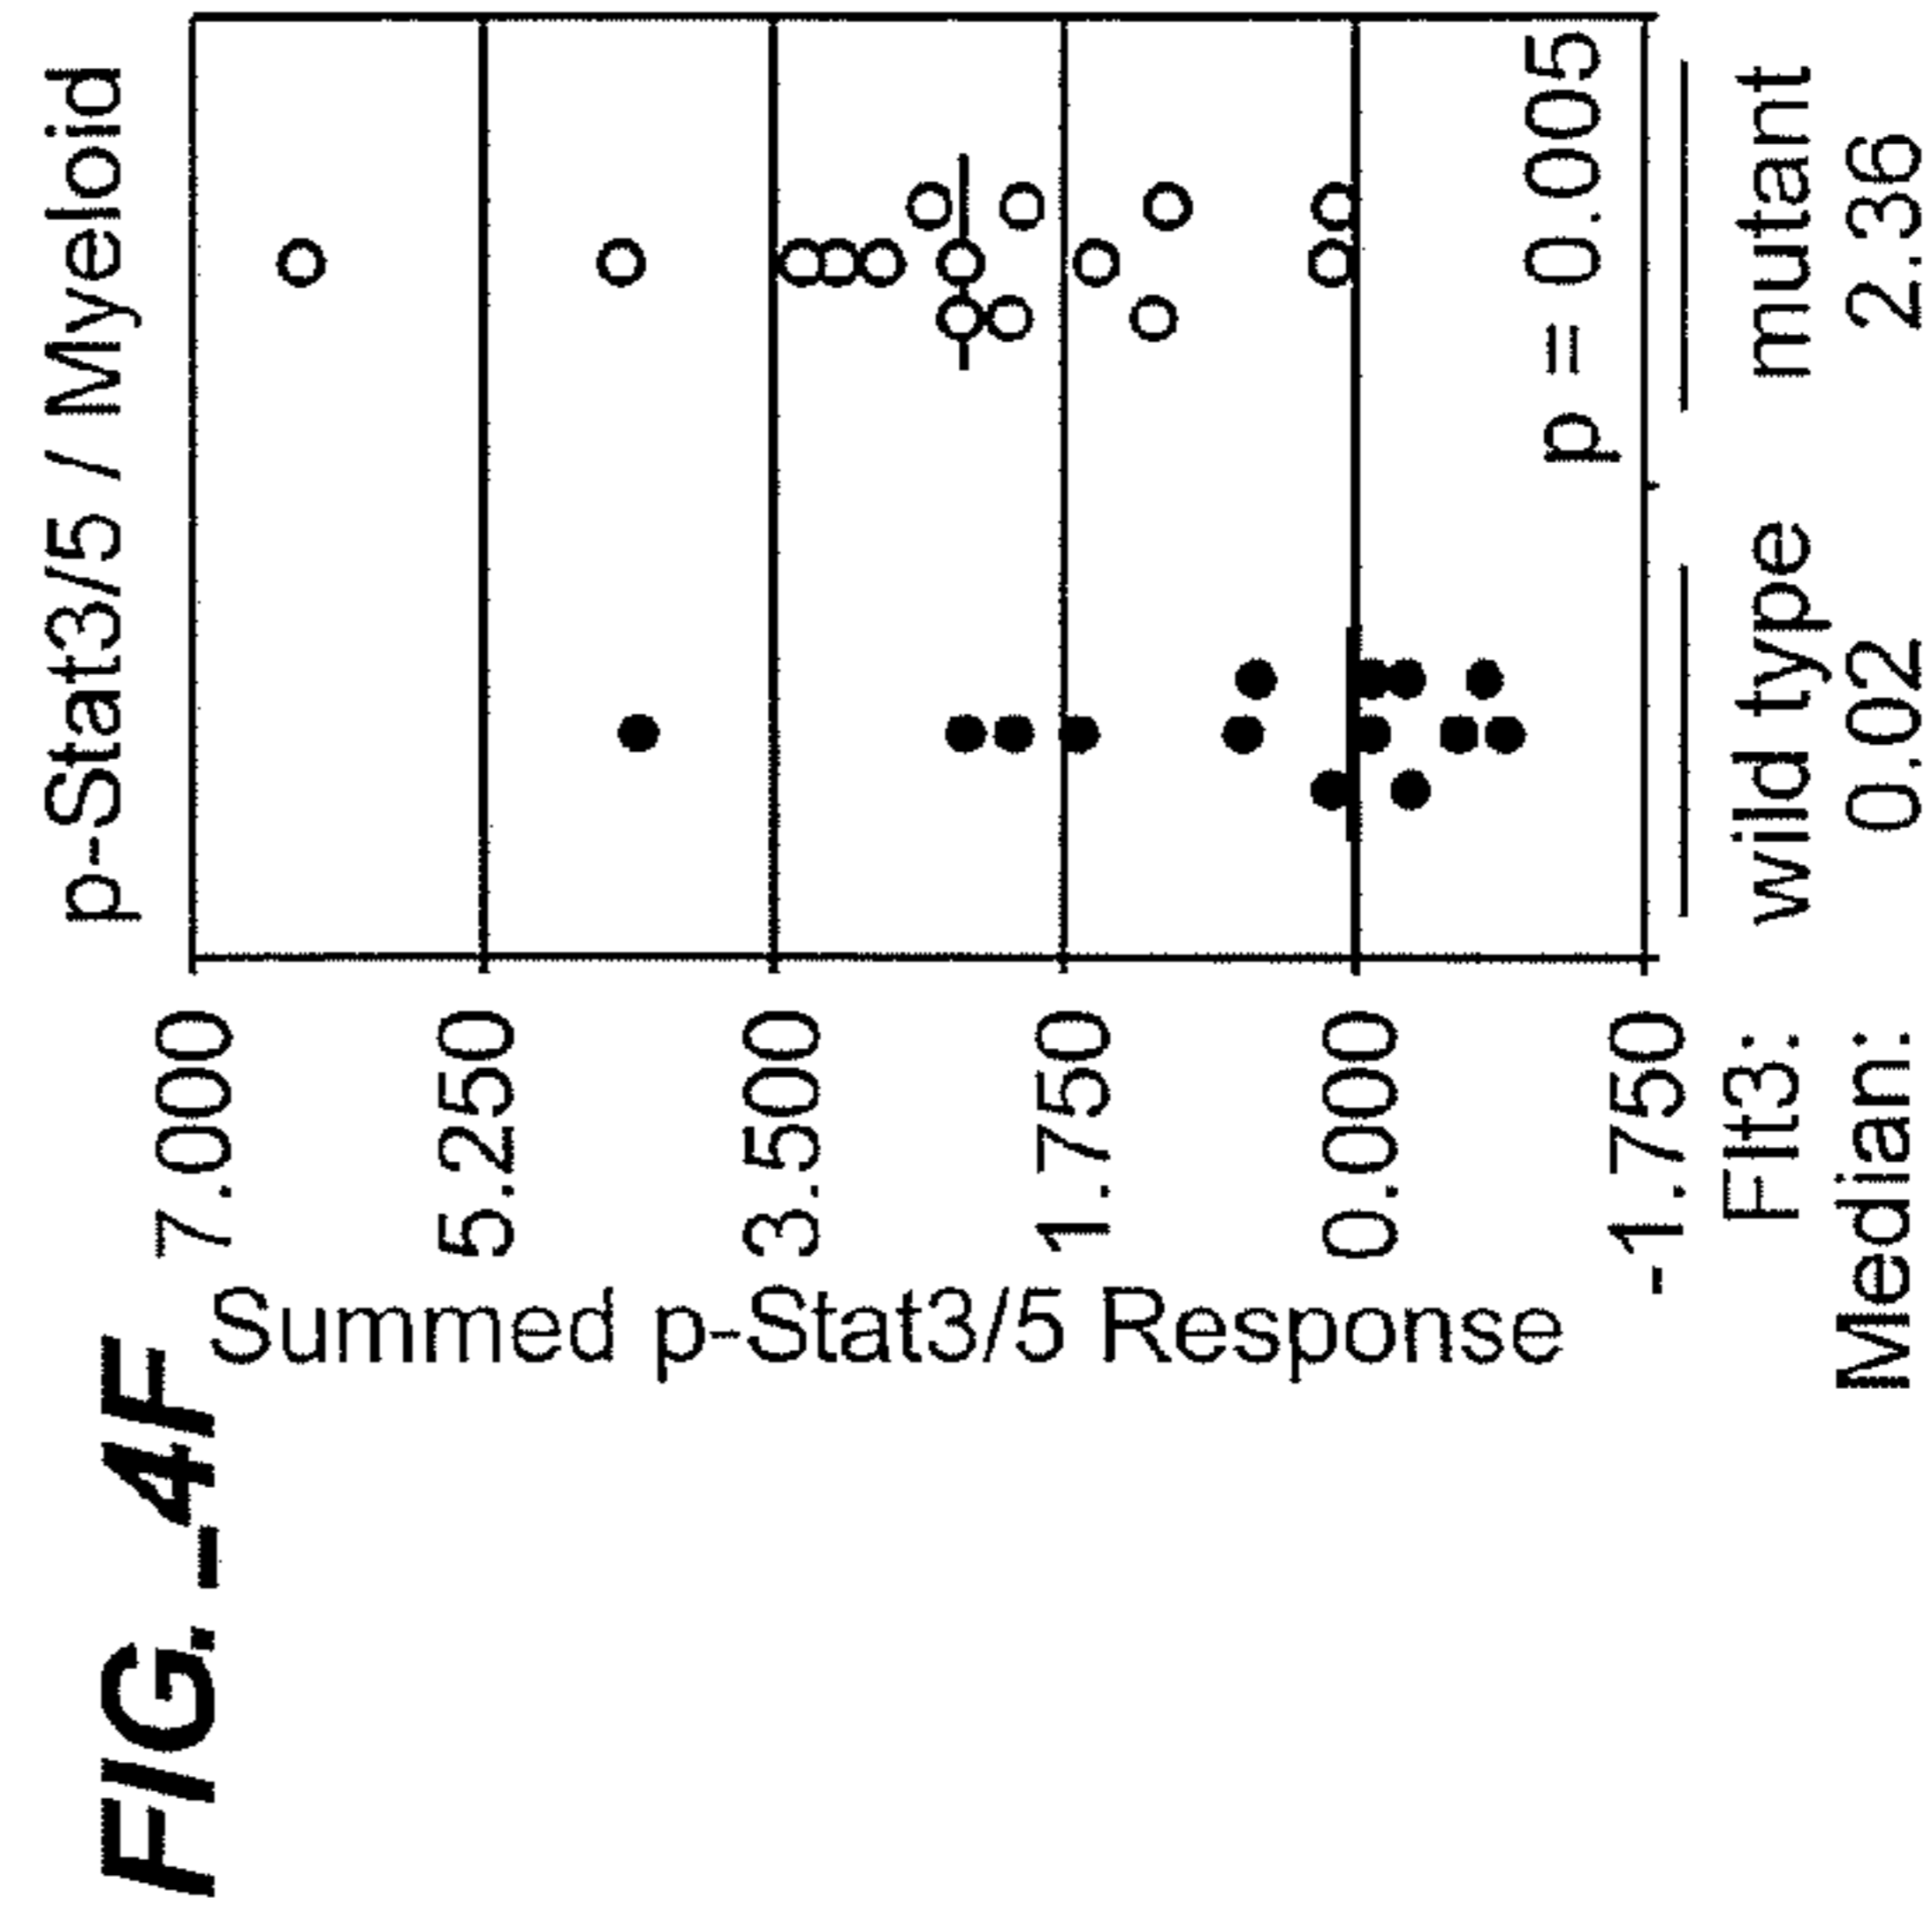 FIG._4F
p-Stat3/5 / Myeloid
Summed p-Stat3/5 Response
7.000
5.250
3.500
1.750
0.000
-1.750
p = 0.005
Flt3: wild type mutant
Median: 0.02 2.36